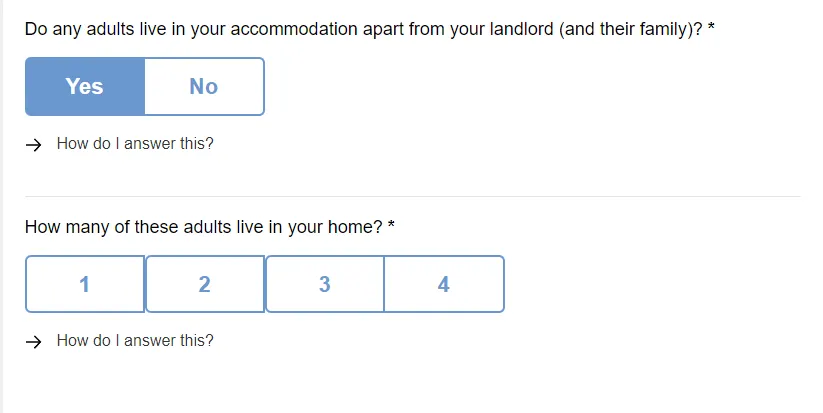 Do any adults live in your accommodation apart from your landlord (and their family)? *
Yes No
→ How do I answer this?
How many of these adults live in your home? *
1 2 3 4
→ How do I answer this?